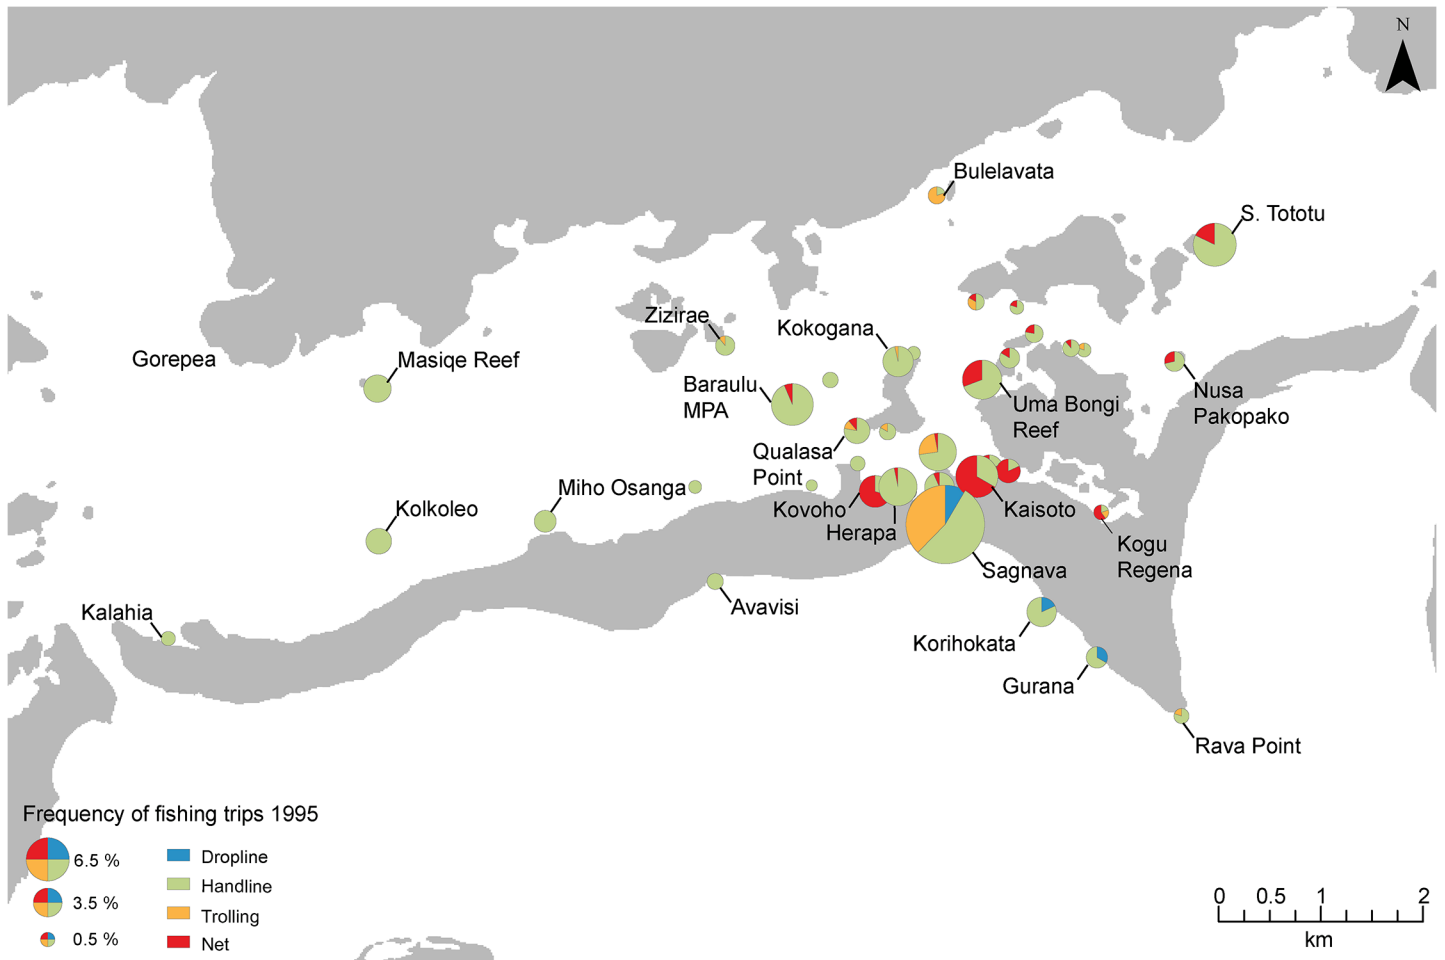 N
Bulelavata
S. Tototu
Zizirae
Kokogana
Gorepea
Masiqe Reef
Baraulu
MPA
Nusa
Pakopako
Uma Bongi
Reef
Qualasa
Point
Miho Osanga
Kolkoleo
Kovoho
Herapa
Kaisoto
Kogu
Regena
Sagnava
Kalahia
Avavisi
Korihokata
Gurana
Rava Point
Frequency of fishing trips 1995
6.5 %
3.5 %
0.5 %
Dropline
Handline
Trolling
Net
0 0.5 1 2
km